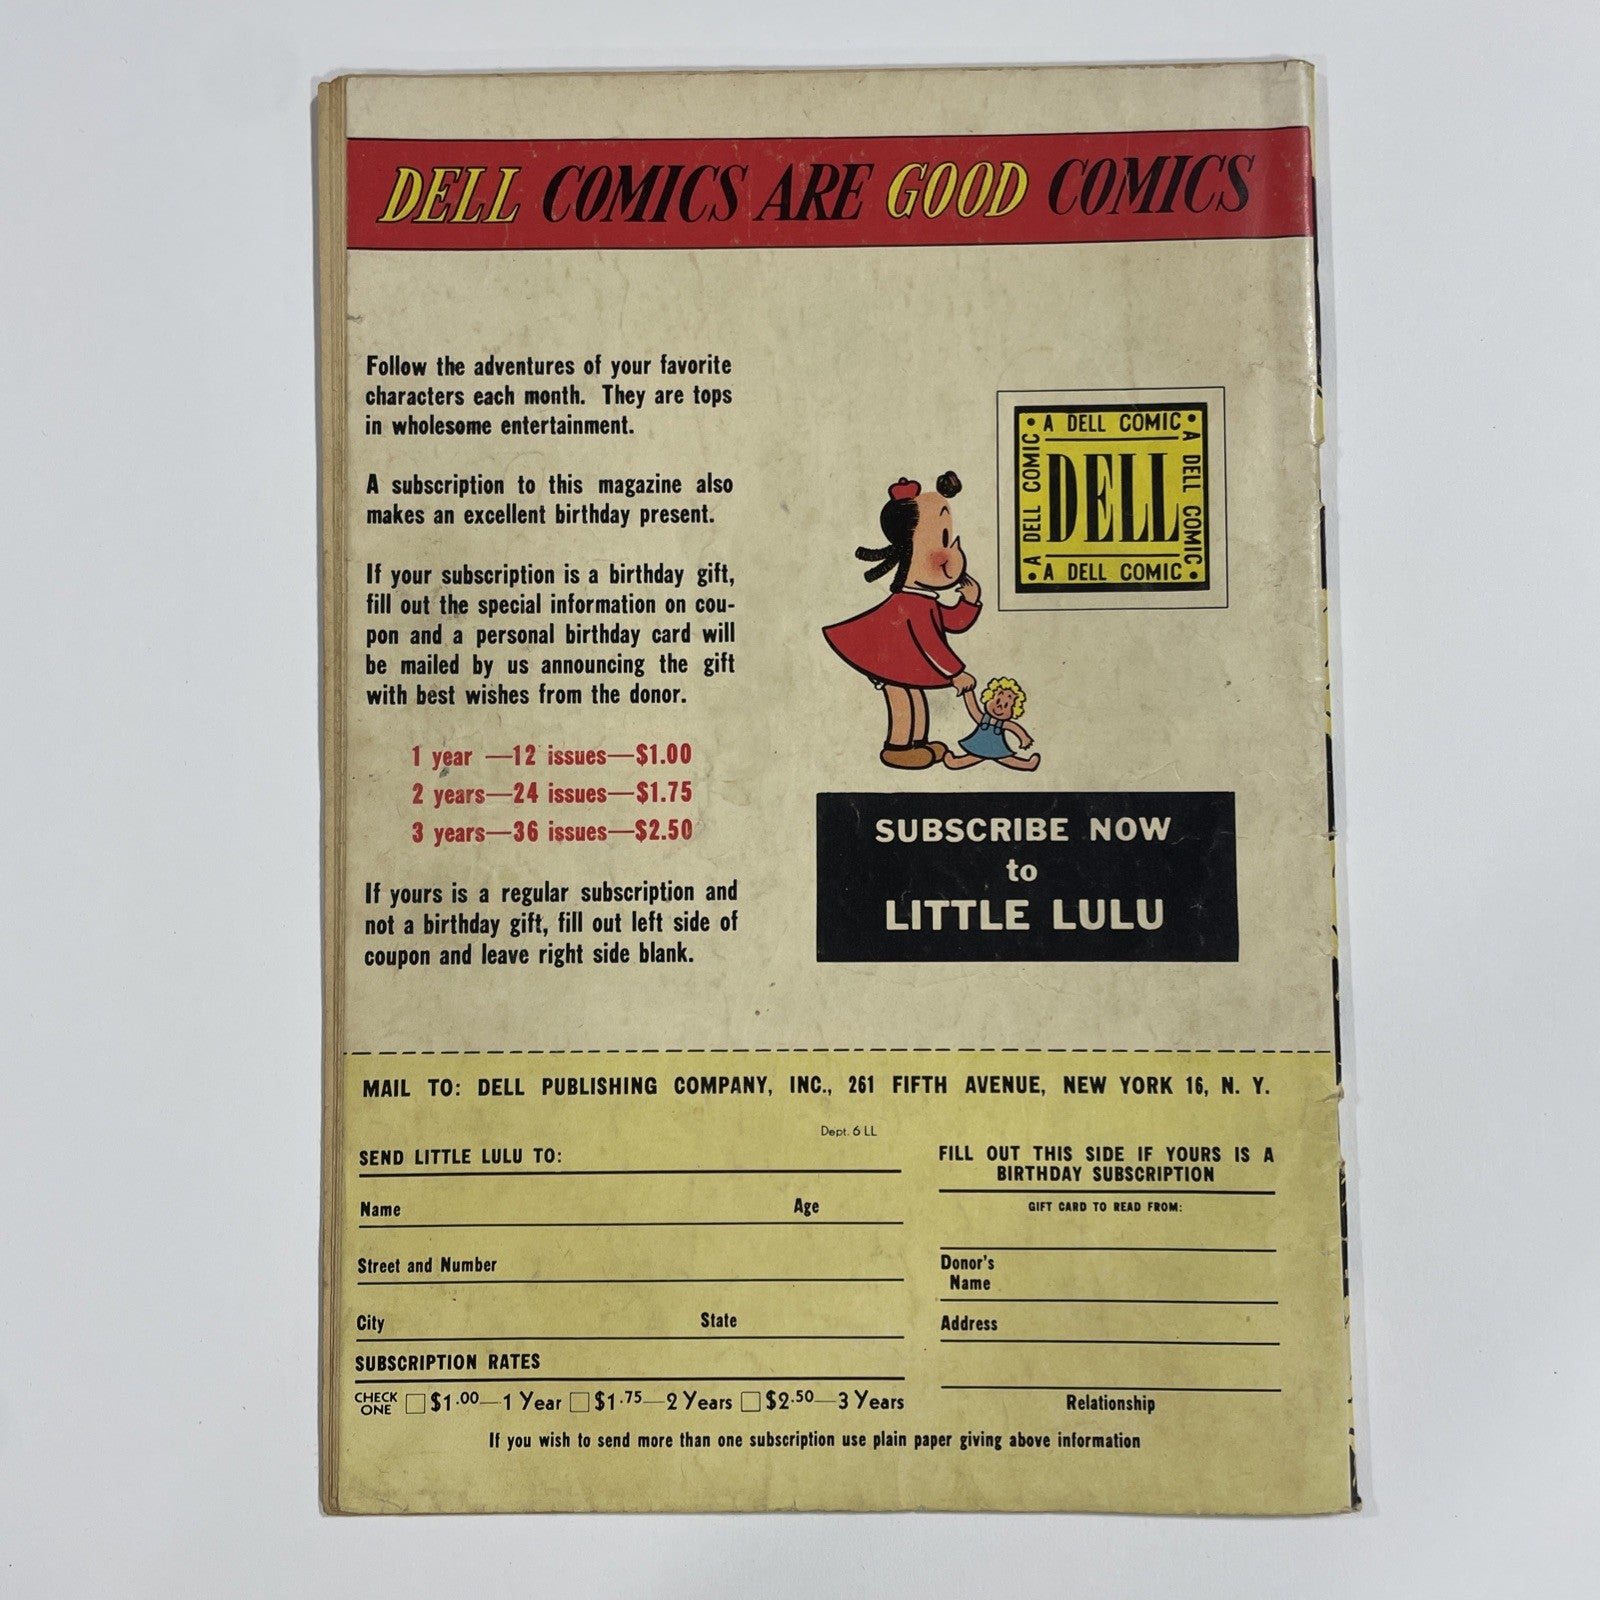 DELL COMICS ARE GOOD COMICS
Follow the adventures of your favorite
characters each month. They are tops
in wholesome entertainment.
A subscription to this magazine also
makes an excellent birthday present.
If your subscription is a birthday gift,
fill out the special information on cou-
pon and a personal birthday card will
be mailed by us announcing the gift
with best wishes from the donor.
1 year —12 issues—$1.00
2 years—24 issues—$1.75
3 years—36 issues—$2.50
If yours is a regular subscription and
not a birthday gift, fill out left side of
coupon and leave right side blank.
• A DELL COMIC •
A DELL COMIC
DELL
A DELL COMIC
• A DELL COMIC •
SUBSCRIBE NOW
to
LITTLE LULU
MAIL TO: DELL PUBLISHING COMPANY, INC., 261 FIFTH AVENUE, NEW YORK 16, N. Y.
Dept. 6 LL
SEND LITTLE LULU TO:
Name Age
Street and Number
City State
SUBSCRIPTION RATES
CHECK
ONE
$1.00—1 Year $1.75—2 Years $2.50—3 Years
FILL OUT THIS SIDE IF YOURS IS A
BIRTHDAY SUBSCRIPTION
GIFT CARD TO READ FROM:
Donor's
Name
Address
Relationship
If you wish to send more than one subscription use plain paper giving above information